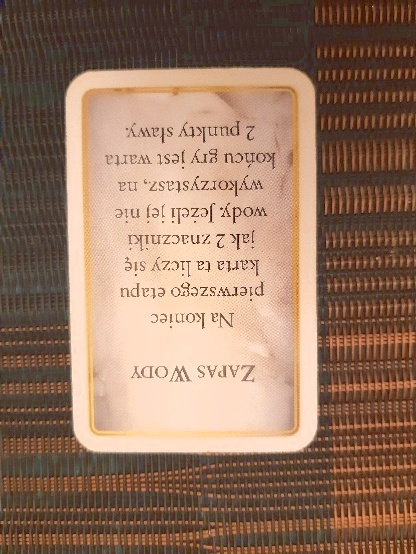 Zapas Wody
Na koniec
pierwszego etapu
karta ta liczy się
jak 2 znaczniki
wody. Jeżeli jej nie
wykorzystasz, na
końcu gry jest warta
2 punkty sławy.